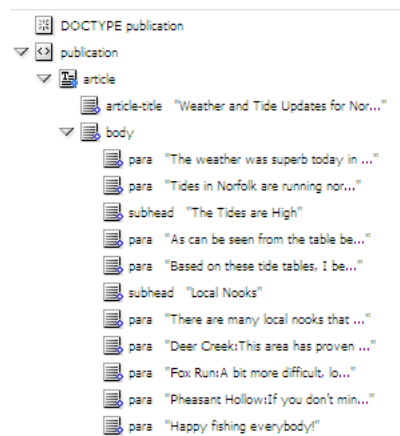 DOCTYPE publication
publication
article
article-title "Weather and Tide Updates for Nor..."
body
para "The weather was superb today in ..."
para "Tides in Norfolk are running nor..."
subhead "The Tides are High"
para "As can be seen from the table be..."
para "Based on these tide tables, I be..."
subhead "Local Nooks"
para "There are many local nooks that ..."
para "Deer Creek:This area has proven ..."
para "Fox Run:A bit more difficult, lo..."
para "Pheasant Hollow:If you don't min..."
para "Happy fishing everybody!"